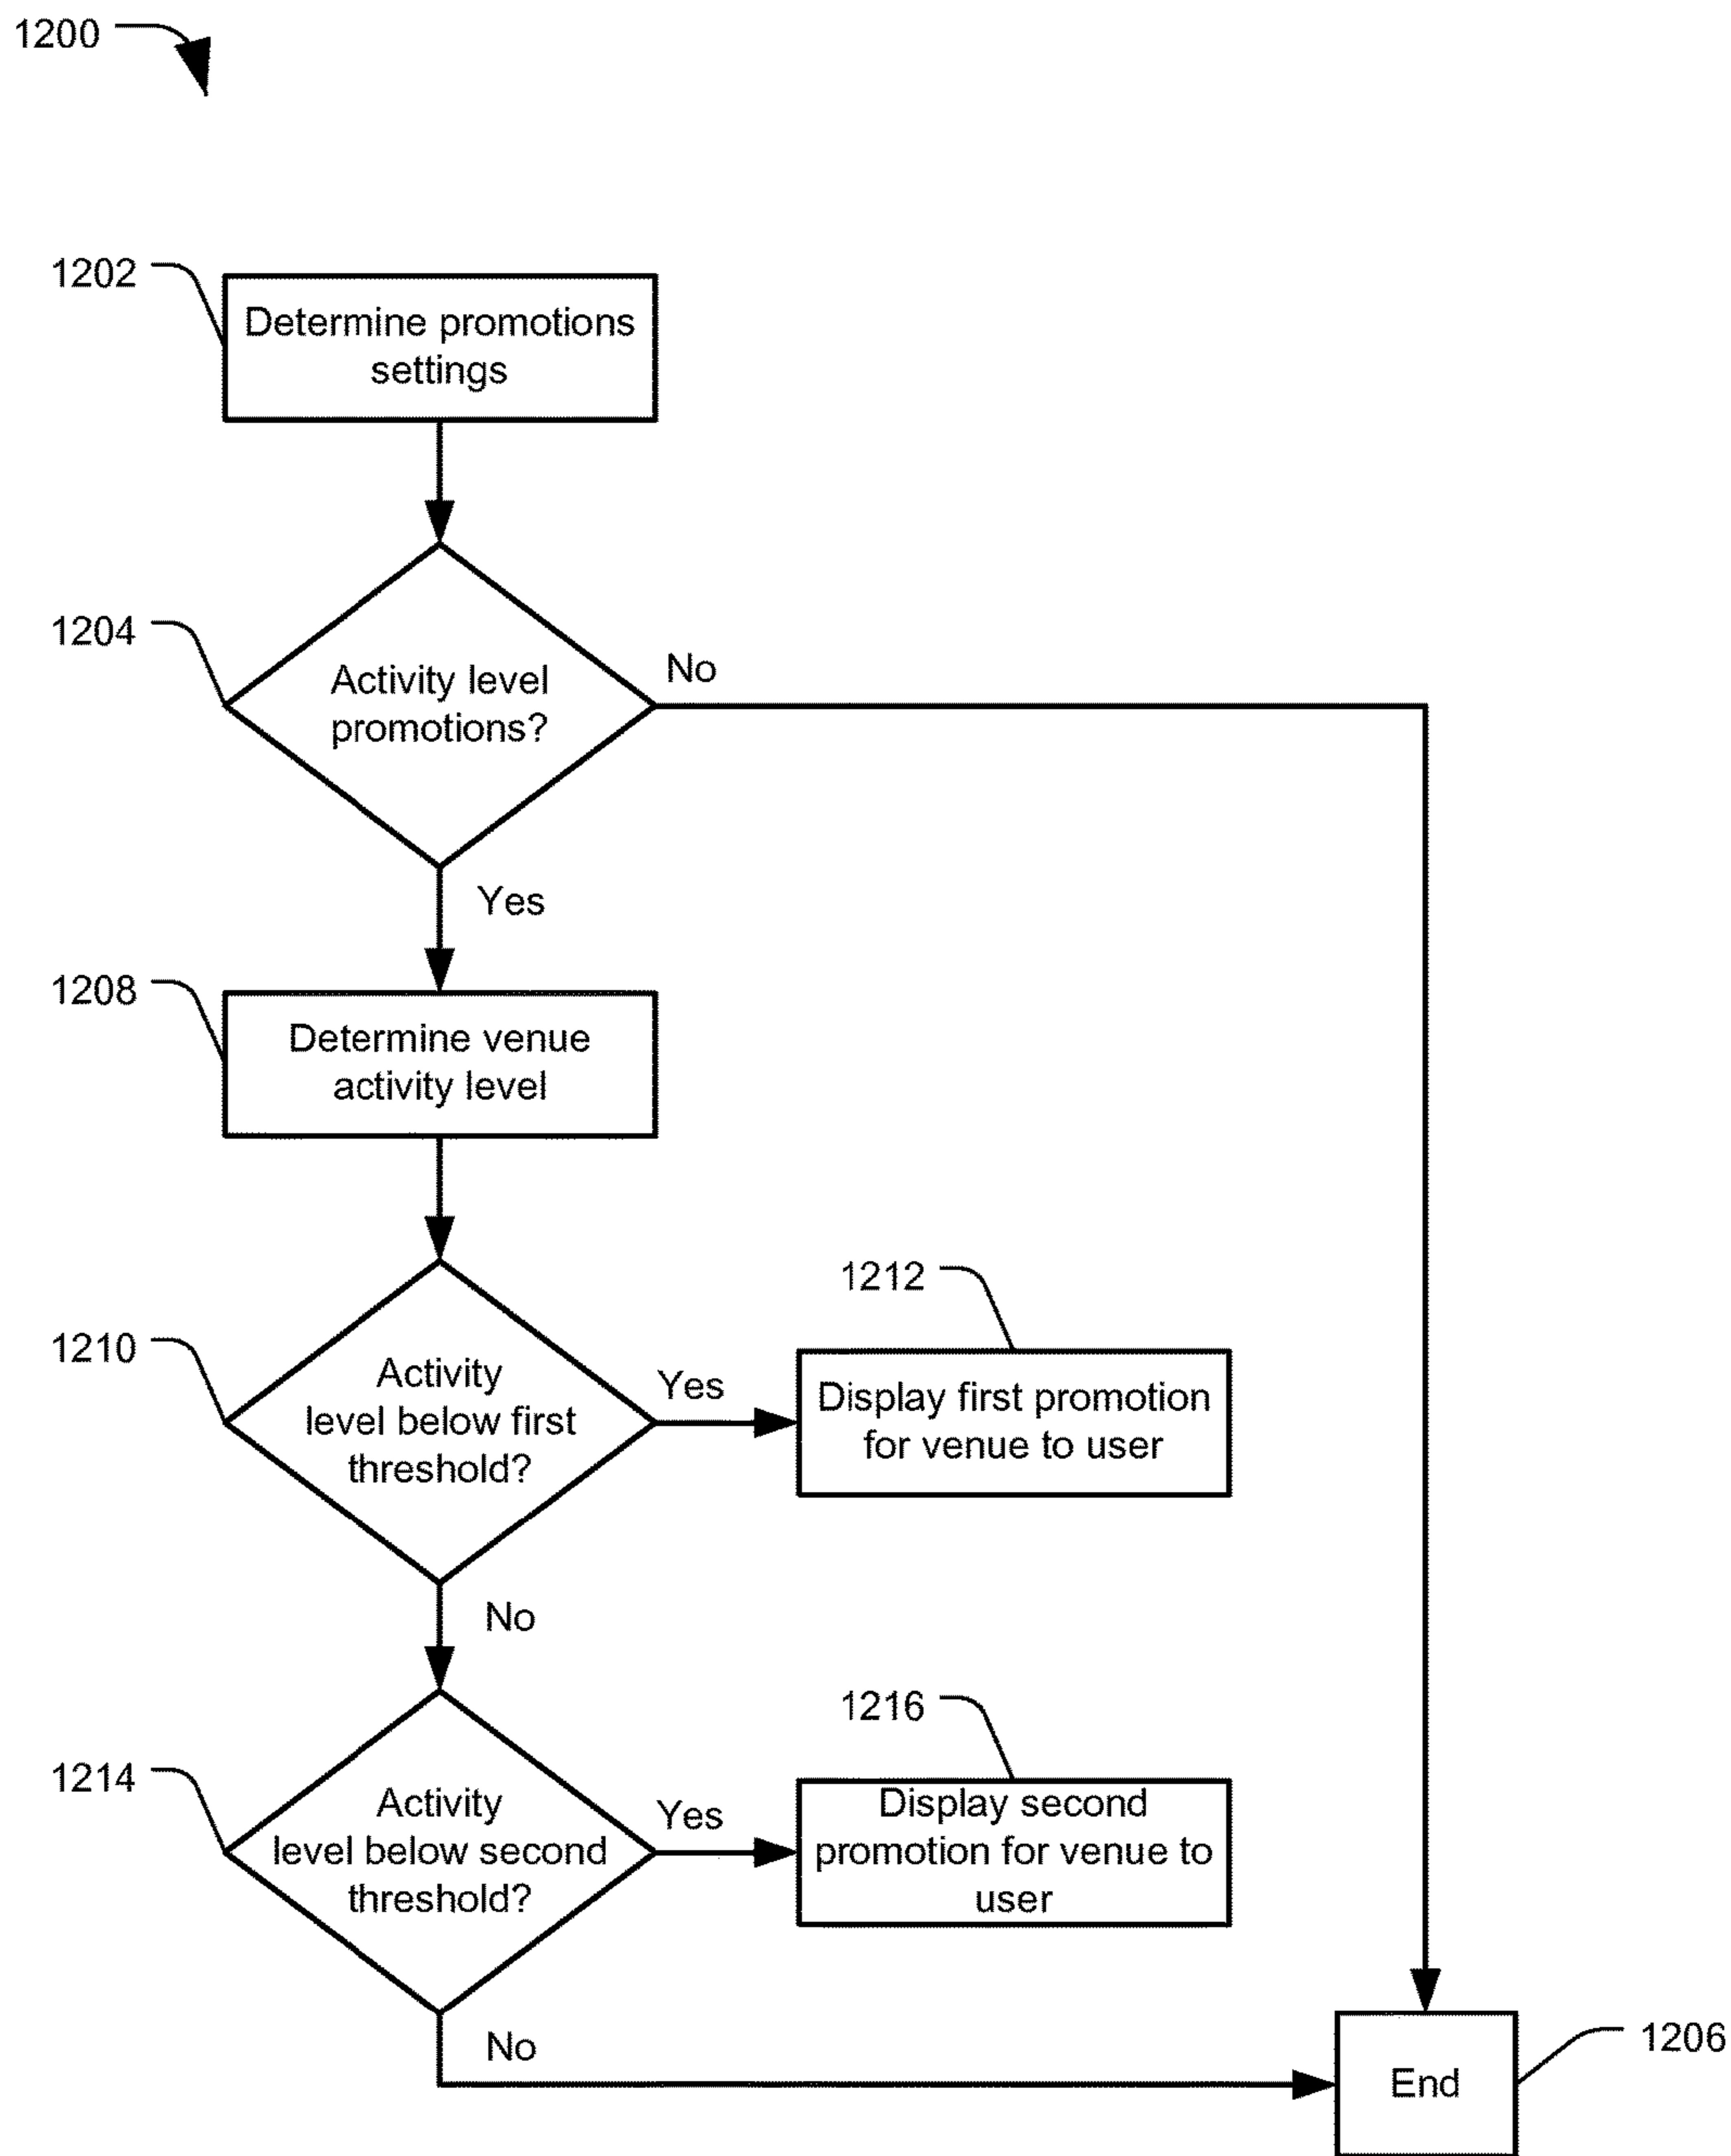 1200
1202
Determine promotions
settings
1204
Activity level
promotions?
No
Yes
1208
Determine venue
activity level
1210
Activity
level below first
threshold?
Yes
1212
Display first promotion
for venue to user
No
1214
Activity
level below second
threshold?
Yes
1216
Display second
promotion for venue to
user
No
End
1206